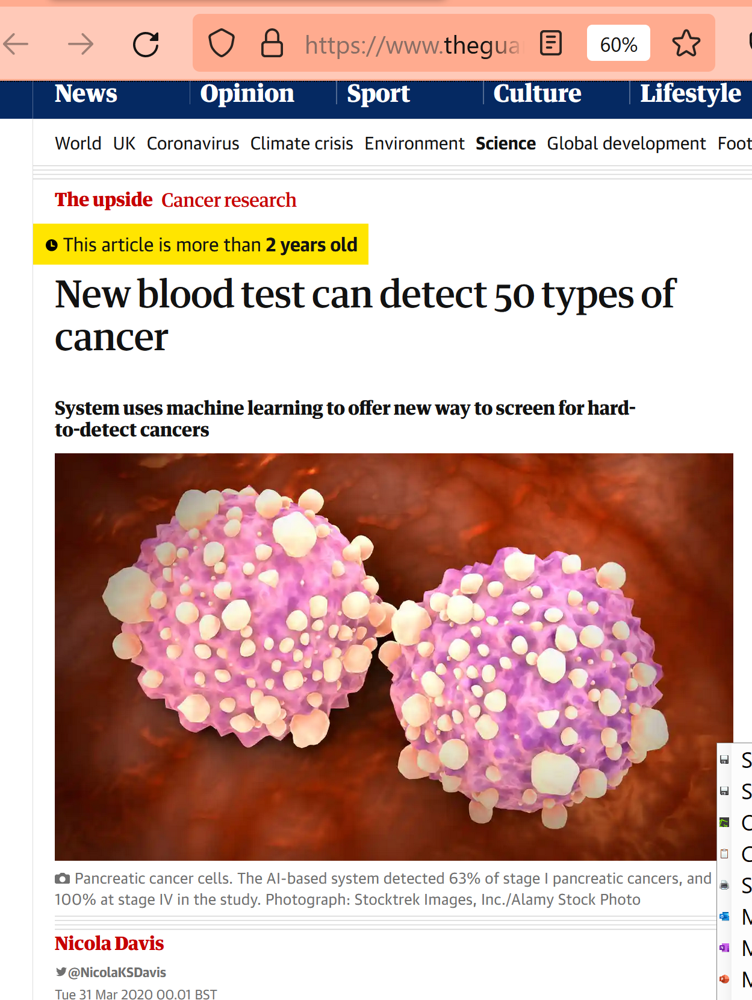 https://www.thegua
60%
News Opinion Sport Culture Lifestyle
World UK Coronavirus Climate crisis Environment Science Global development Foot
The upside Cancer research
This article is more than 2 years old
New blood test can detect 50 types of
cancer
System uses machine learning to offer new way to screen for hard-
to-detect cancers
Pancreatic cancer cells. The AI-based system detected 63% of stage I pancreatic cancers, and
100% at stage IV in the study. Photograph: Stocktrek Images, Inc./Alamy Stock Photo
Nicola Davis
@NicolaKSDavis
Tue 31 Mar 2020 00.01 BST